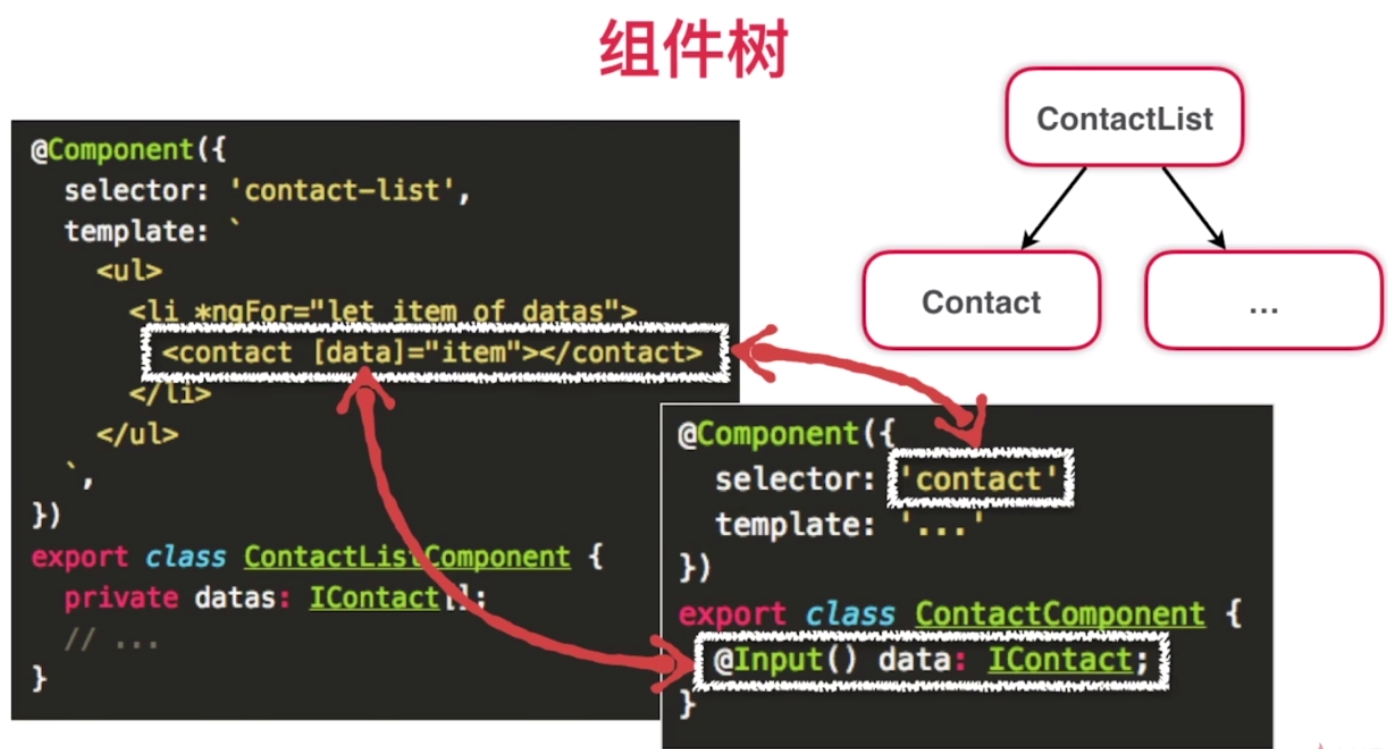 组件树
ContactList
Contact
...
@Component({
  selector: 'contact-list',
  template: `
    <ul>
      <li *ngFor="let item of datas">
        <contact [data]="item"></contact>
      </li>
    </ul>
  `,
})
export class ContactListComponent {
  private datas: IContact[];
  // ...
}
@Component({
  selector: 'contact'
  template: '...'
})
export class ContactComponent {
  @Input() data: IContact;
}